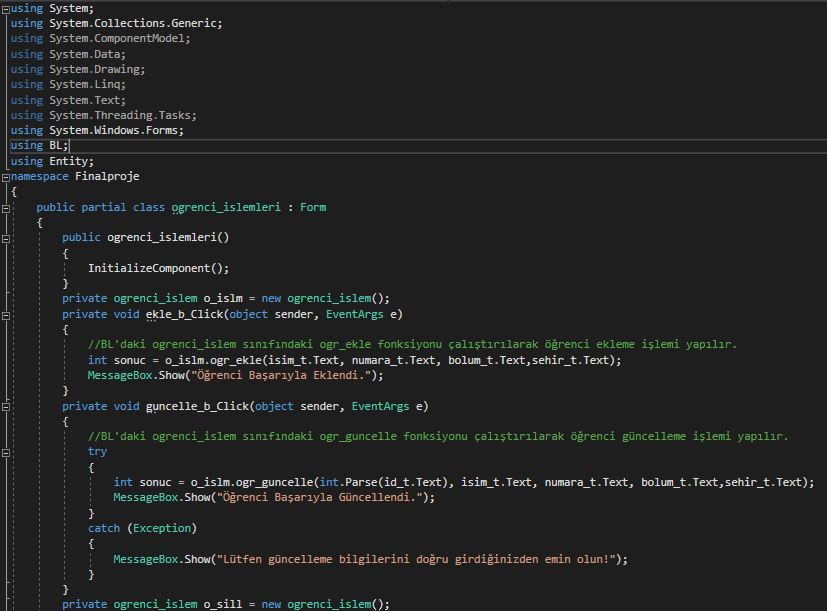 using System;
using System.Collections.Generic;
using System.ComponentModel;
using System.Data;
using System.Drawing;
using System.Linq;
using System.Text;
using System.Threading.Tasks;
using System.Windows.Forms;
using BL;
using Entity;
namespace Finalproje
{
    public partial class ogrenci_islemleri : Form
    {
        public ogrenci_islemleri()
        {
            InitializeComponent();
        }
        private ogrenci_islem o_islm = new ogrenci_islem();
        private void ekle_b_Click(object sender, EventArgs e)
        {
            //BL'daki ogrenci_islem sınıfındaki ogr_ekle fonksiyonu çalıştırılarak öğrenci ekleme işlemi yapılır.
            int sonuc = o_islm.ogr_ekle(isim_t.Text, numara_t.Text, bolum_t.Text,sehir_t.Text);
            MessageBox.Show("Öğrenci Başarıyla Eklendi.");
        }
        private void guncelle_b_Click(object sender, EventArgs e)
        {
            //BL'daki ogrenci_islem sınıfındaki ogr_guncelle fonksiyonu çalıştırılarak öğrenci güncelleme işlemi yapılır.
            try
            {
                int sonuc = o_islm.ogr_guncelle(int.Parse(id_t.Text), isim_t.Text, numara_t.Text, bolum_t.Text,sehir_t.Text);
                MessageBox.Show("Öğrenci Başarıyla Güncellendi.");
            }
            catch (Exception)
            {
                MessageBox.Show("Lütfen güncelleme bilgilerini doğru girdiğinizden emin olun!");
            }
        }
        private ogrenci_islem o_sill = new ogrenci_islem();